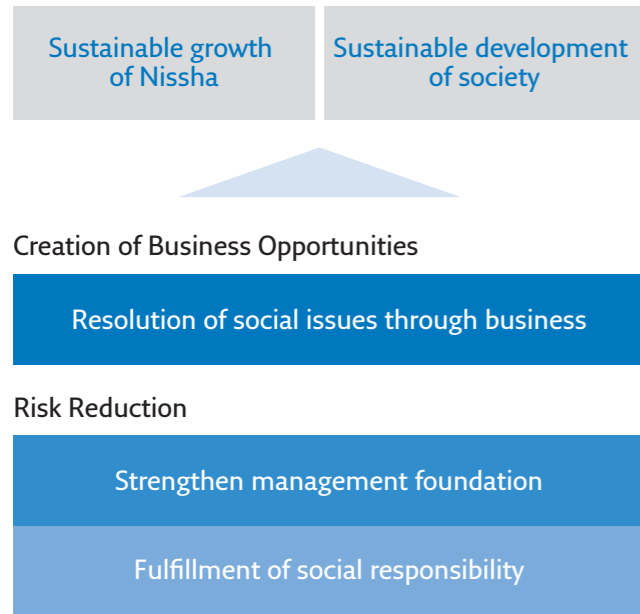 Sustainable growth
of Nissha
Sustainable development
of society
Creation of Business Opportunities
Resolution of social issues through business
Risk Reduction
Strengthen management foundation
Fulfillment of social responsibility